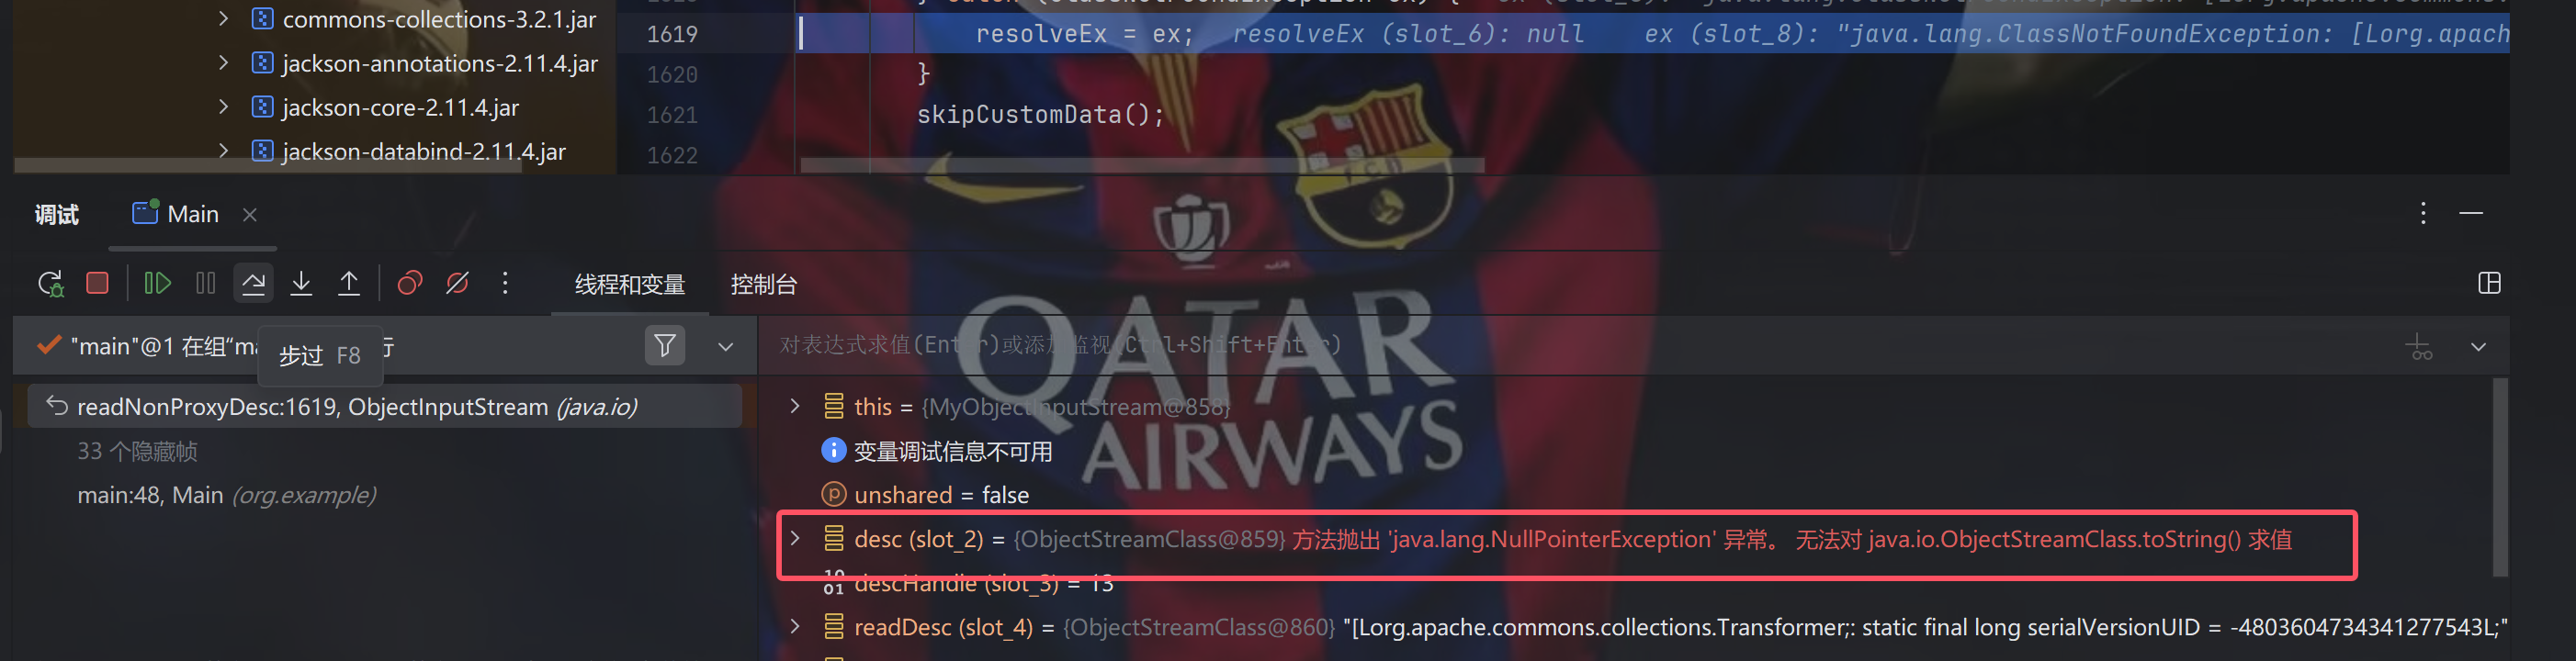 commons-collections-3.2.1.jar
jackson-annotations-2.11.4.jar
jackson-core-2.11.4.jar
jackson-databind-2.11.4.jar
1619 resolveEx = ex; resolveEx (slot_6): null ex (slot_8): "java.lang.ClassNotFoundException: [Lorg.apach
1620 }
1621 skipCustomData();
1622
调试 Main
线程和变量 控制台
"main"@1 在组“ma 行
步过 F8
对表达式求值(Enter)或添加监视(Ctrl+Shift+Enter)
readNonProxyDesc:1619, ObjectInputStream (java.io)
33 个隐藏帧
main:48, Main (org.example)
this = {MyObjectInputStream@858}
变量调试信息不可用
unshared = false
desc (slot_2) = {ObjectStreamClass@859} 方法抛出 'java.lang.NullPointerException' 异常。 无法对 java.io.ObjectStreamClass.toString() 求值
descHandle (slot_3) = 13
readDesc (slot_4) = {ObjectStreamClass@860} "[Lorg.apache.commons.collections.Transformer;: static final long serialVersionUID = -4803604734341277543L;"
QATAR
AIRWAYS